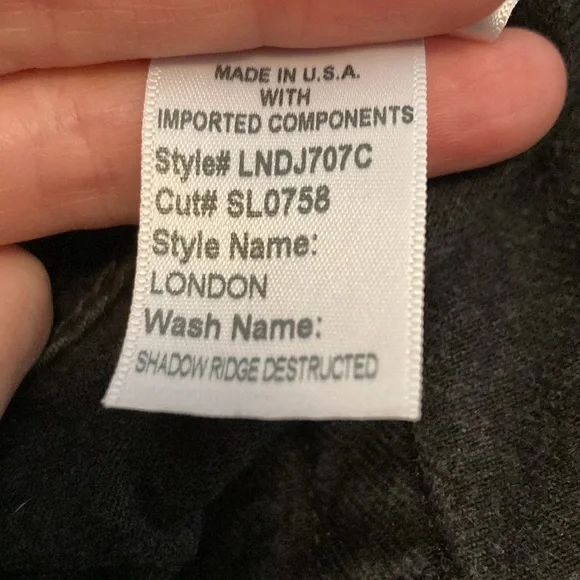 MADE IN U.S.A.
WITH
IMPORTED COMPONENTS
Style# LNDJ707C
Cut# SL0758
Style Name:
LONDON
Wash Name:
SHADOW RIDGE DESTRUCTED